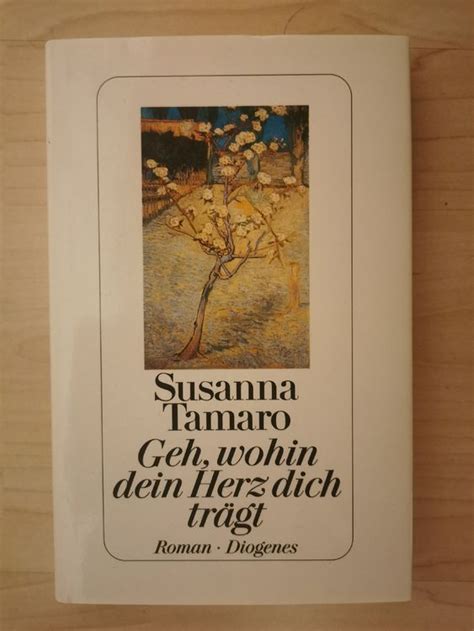 Susanna
Tamaro
Geh, wohin
dein Herz dich
trägt
Roman · Diogenes